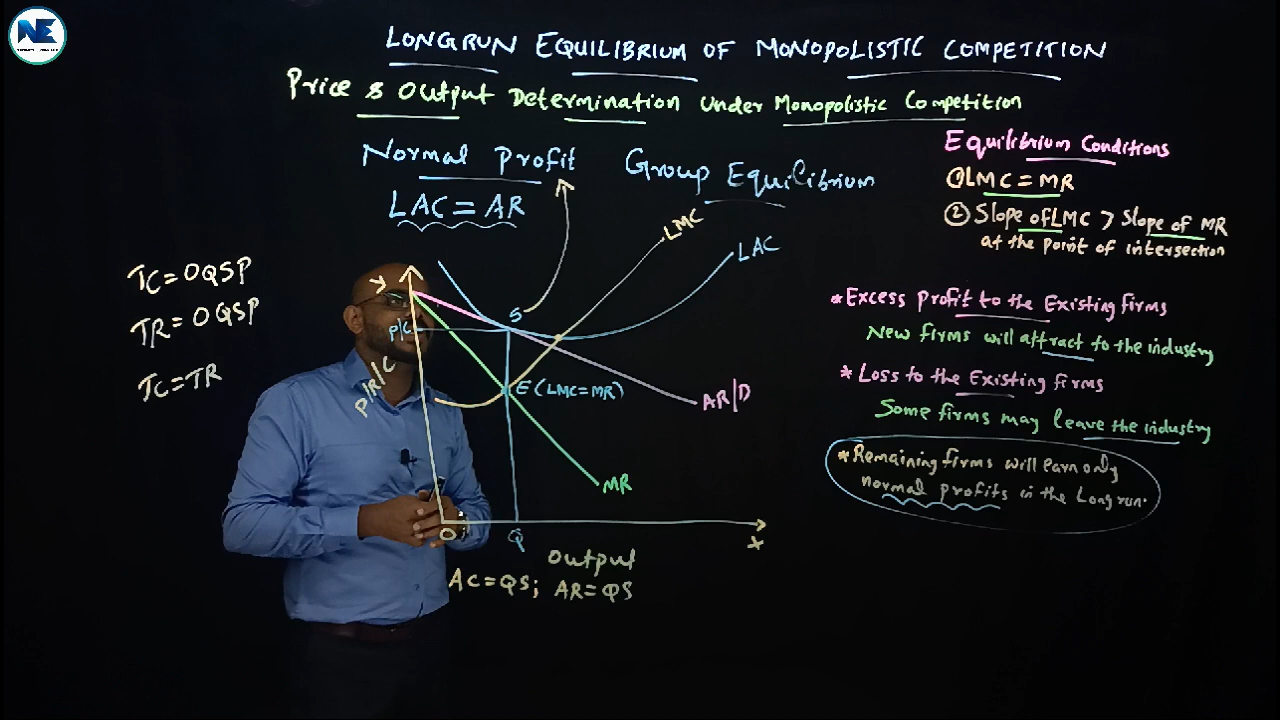 NE
LONGRUN EQUILIBRIUM OF MONOPOLISTIC COMPETITION
Price & Output Determination Under Monopolistic Competition
Normal Profit
LAC = AR
Group Equilibrium
Equilibrium Conditions
① LMC = MR
② Slope of LMC > Slope of MR
at the point of intersection
TC = OQSP
TR = OQSP
TC = TR
Y
P/R/C
P/C
S
LMC
LAC
E (LMC=MR)
AR/D
MR
O
Q
X
Output
AC = QS; AR = QS
*Excess Profit to the Existing firms
New firms will attract to the industry
* Loss to the Existing firms
Some firms may leave the industry
*Remaining firms will earn only
normal profits in the Long run.